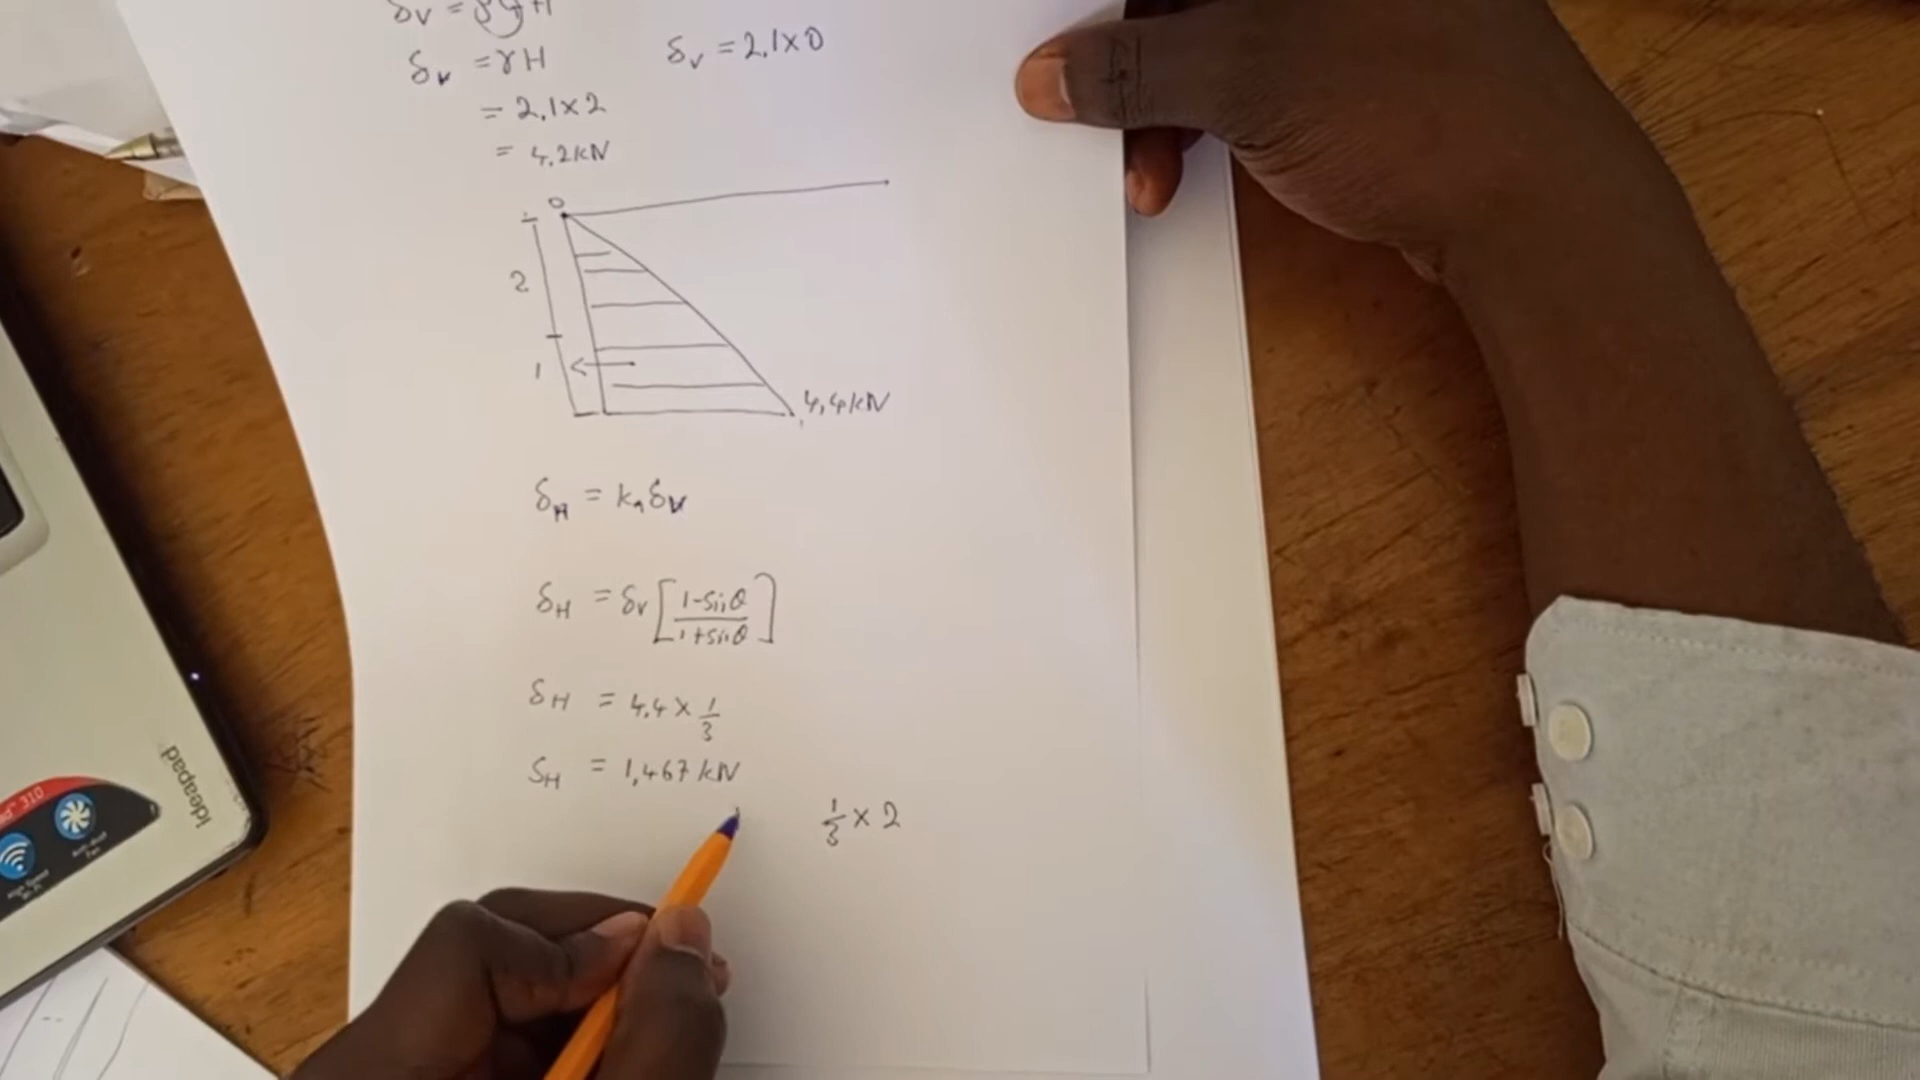 δv = ρgH
δv = γH
δv = 2.1×0
= 2.1×2
= 4.2kN
0
2
1
4,4kN
δH = kaδv
δH = δv [1-sinθ / 1+sinθ]
δH = 4.4 × 1/3
SH = 1,467 kN
1/3 × 2
ideapad
310